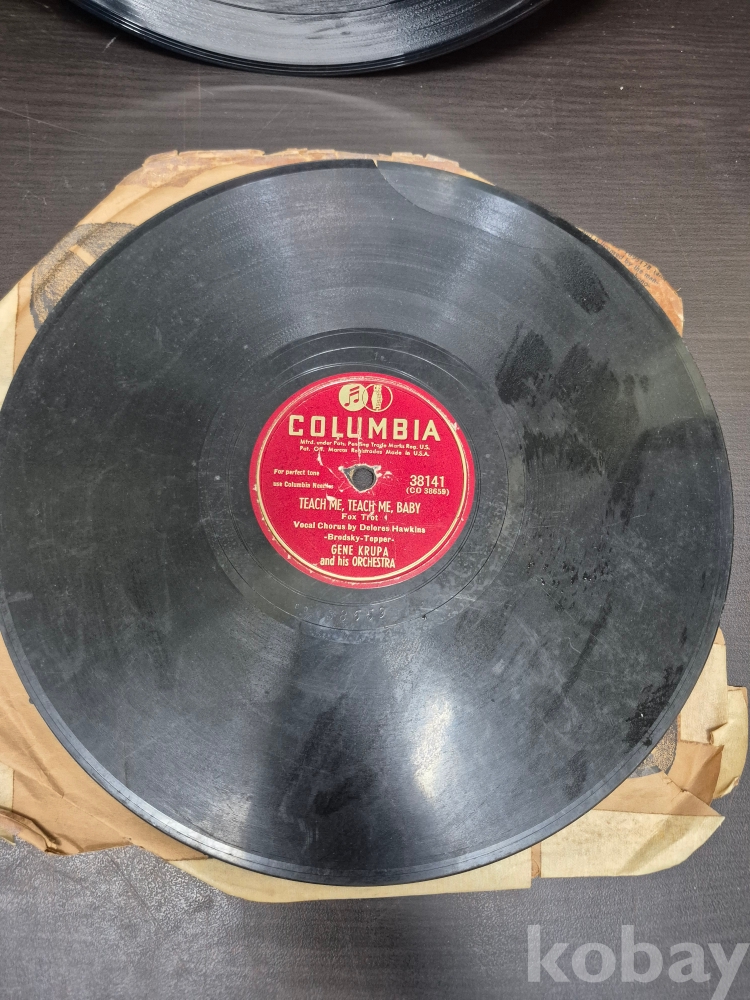 COLUMBIA
Mfrd. under Pats. Pending Trade Marks Reg. U.S.
Pat. Off. Marcas Registradas Made in U.S.A.
For perfect tone
use Columbia Needles
38141
(CO 38659)
TEACH ME, TEACH ME, BABY
Fox Trot
Vocal Chorus by Delores Hawkins
-Brodsky-Tepper-
GENE KRUPA
and his ORCHESTRA
kobay